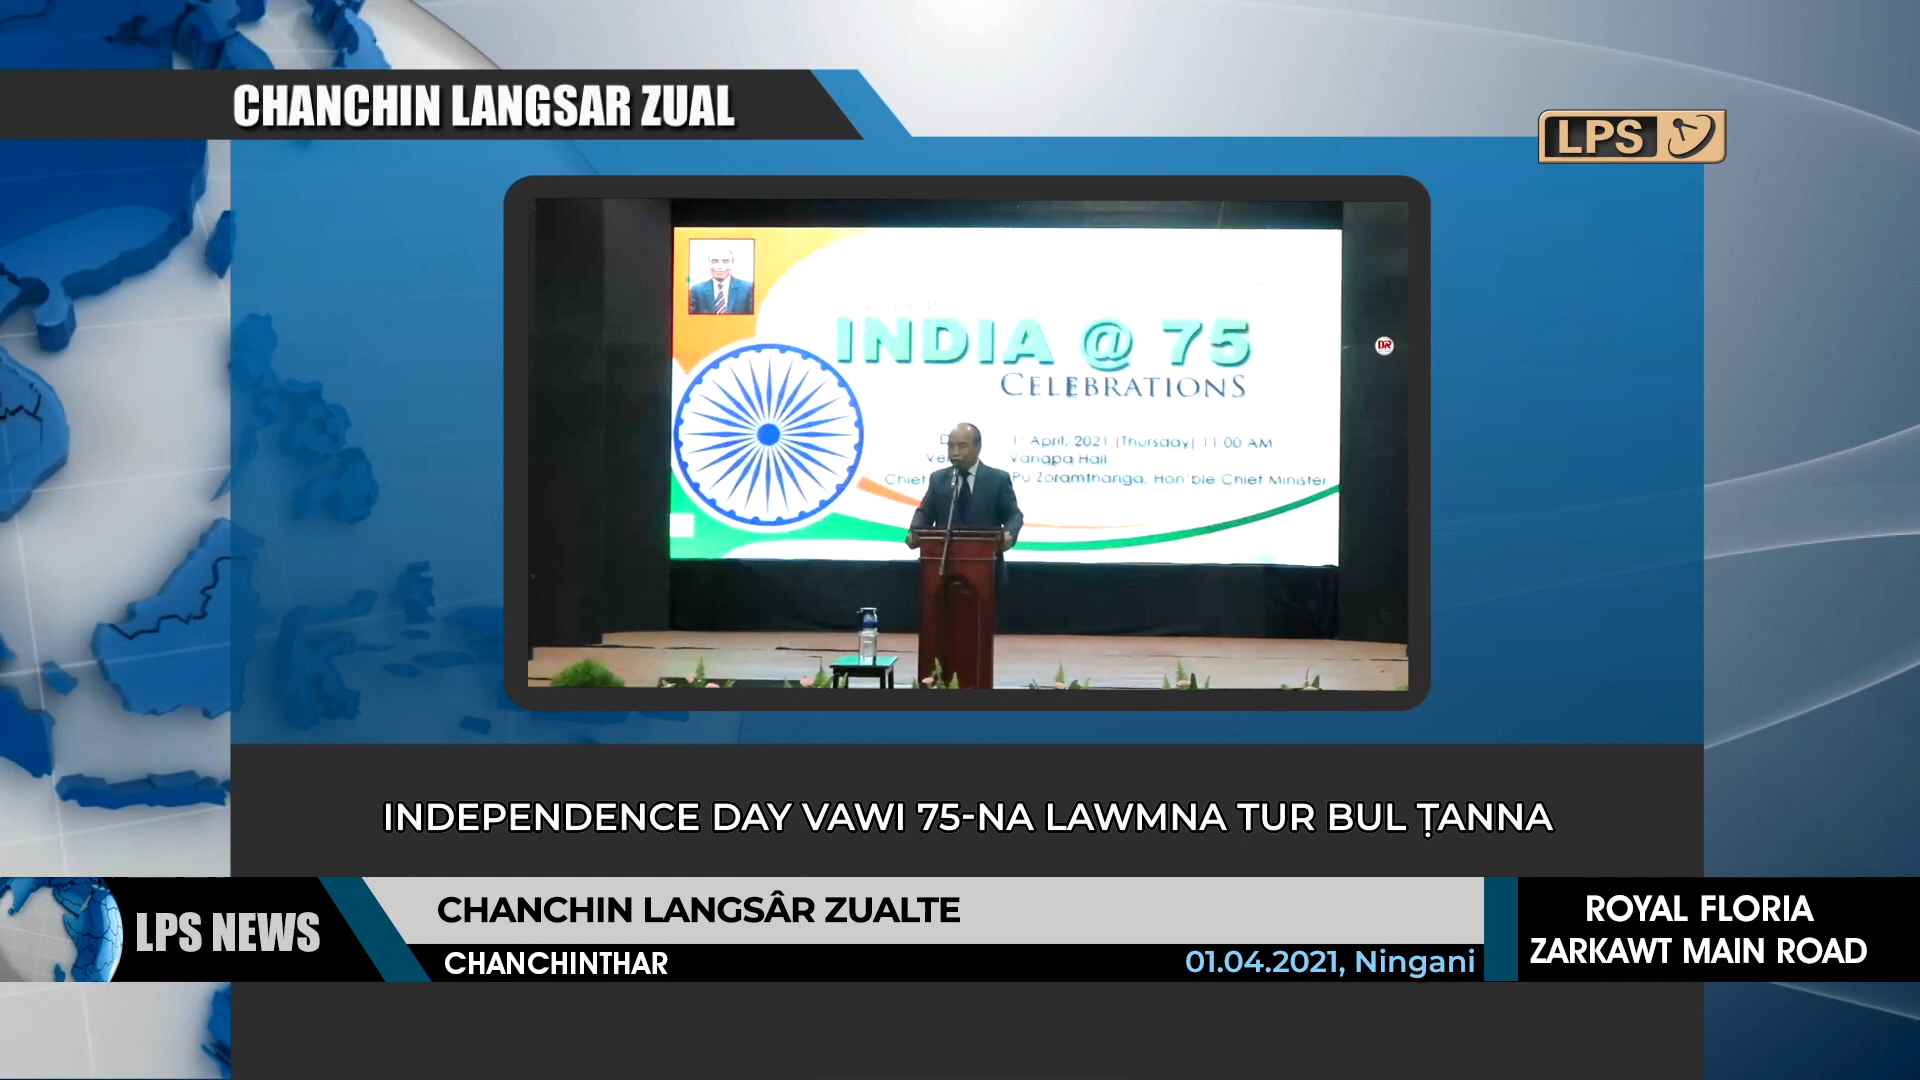 CHANCHIN LANGSAR ZUAL
LPS
INDIA @ 75
CELEBRATIONS
April, 2021 (Thursday) 11 00 AM
Vanapa Hall
Chief
Pu Zoramthanga, Hon'ble Chief Minister
DR
INDEPENDENCE DAY VAWI 75-NA LAWMNA TUR BUL ṬANNA
LPS NEWS
CHANCHIN LANGSÂR ZUALTE
CHANCHINTHAR
01.04.2021, Ningani
ROYAL FLORIA
ZARKAWT MAIN ROAD